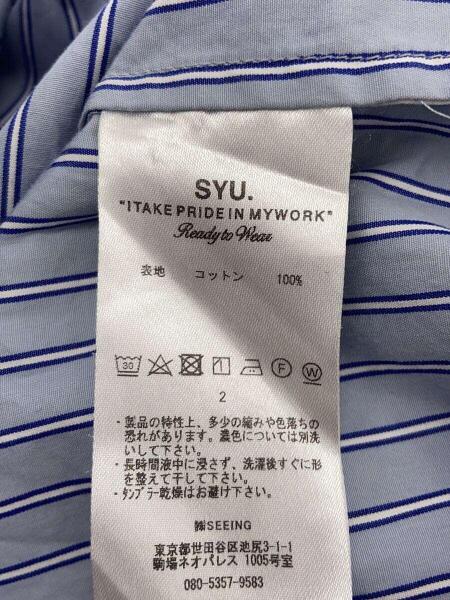 SYU.
"ITAKE PRIDE IN MYWORK"
Ready to Wear
表地 コットン 100%
30 1 F W
2
・製品の特性上、多少の縮みや色落ちの
恐れがあります。濃色については別洗
いして下さい。
・長時間液中に浸さず、洗濯後すぐに形
を整えて干して下さい。
・タンブラー乾燥はお避け下さい。
㈱SEEING
東京都世田谷区池尻3-1-1
駒場ネオパレス 1005号室
080-5357-9583